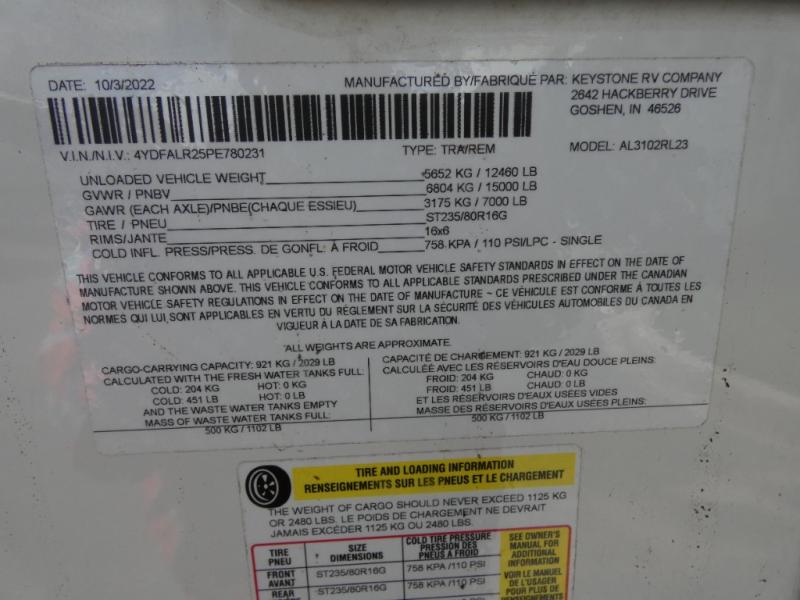 DATE: 10/3/2022 MANUFACTURED BY/FABRIQUÉ PAR: KEYSTONE RV COMPANY
2642 HACKBERRY DRIVE
GOSHEN, IN 46526
V.I.N./N.I.V.: 4YDFALR25PE780231 TYPE: TRA/REM MODEL: AL3102RL23
UNLOADED VEHICLE WEIGHT 5652 KG / 12460 LB
GVWR / PNBV 6804 KG / 15000 LB
GAWR (EACH AXLE)/PNBE(CHAQUE ESSIEU) 3175 KG / 7000 LB
TIRE / PNEU ST235/80R16G
RIMS/JANTE 16x6
COLD INFL. PRESS/PRESS. DE GONFL. À FROID 758 KPA / 110 PSI/LPC - SINGLE
THIS VEHICLE CONFORMS TO ALL APPLICABLE U.S. FEDERAL MOTOR VEHICLE SAFETY STANDARDS IN EFFECT ON THE DATE OF
MANUFACTURE SHOWN ABOVE. THIS VEHICLE CONFORMS TO ALL APPLICABLE STANDARDS PRESCRIBED UNDER THE CANADIAN
MOTOR VEHICLE SAFETY REGULATIONS IN EFFECT ON THE DATE OF MANUFACTURE ~ CE VÉHICULE EST CONFORME À TOUTES LES
NORMES QUI LUI SONT APPLICABLES EN VERTU DU RÈGLEMENT SUR LA SÉCURITÉ DES VÉHICULES AUTOMOBILES DU CANADA EN
VIGUEUR À LA DATE DE SA FABRICATION.
ALL WEIGHTS ARE APPROXIMATE.
CARGO-CARRYING CAPACITY: 921 KG / 2029 LB
CALCULATED WITH THE FRESH WATER TANKS FULL:
COLD: 204 KG HOT: 0 KG
COLD: 451 LB HOT: 0 LB
AND THE WASTE WATER TANKS EMPTY
MASS OF WASTE WATER TANKS FULL:
500 KG / 1102 LB
CAPACITÉ DE CHARGEMENT: 921 KG / 2029 LB
CALCULÉE AVEC LES RÉSERVOIRS D'EAU DOUCE PLEINS:
FROID: 204 KG CHAUD: 0 KG
FROID: 451 LB CHAUD: 0 LB
ET LES RÉSERVOIRS D'EAUX USÉES VIDES
MASSE DES RÉSERVOIRS D'EAUX USÉES PLEINS:
500 KG / 1102 LB
TIRE AND LOADING INFORMATION
RENSEIGNEMENTS SUR LES PNEUS ET LE CHARGEMENT
THE WEIGHT OF CARGO SHOULD NEVER EXCEED 1125 KG
OR 2480 LBS. LE POIDS DE CHARGEMENT NE DEVRAIT
JAMAIS EXCÉDER 1125 KG OU 2480 LBS.
TIRE
PNEU
SIZE
DIMENSIONS
COLD TIRE PRESSURE
PRESSION DES
PNEUS À FROID
SEE OWNER'S
MANUAL FOR
ADDITIONAL
INFORMATION
VOIR LE MANUEL
DE L'USAGER
POUR PLUS DE
FRONT
AVANT
ST235/80R16G
758 KPA /110 PSI
REAR
ST235/80R16G
758 KPA /110 PSI